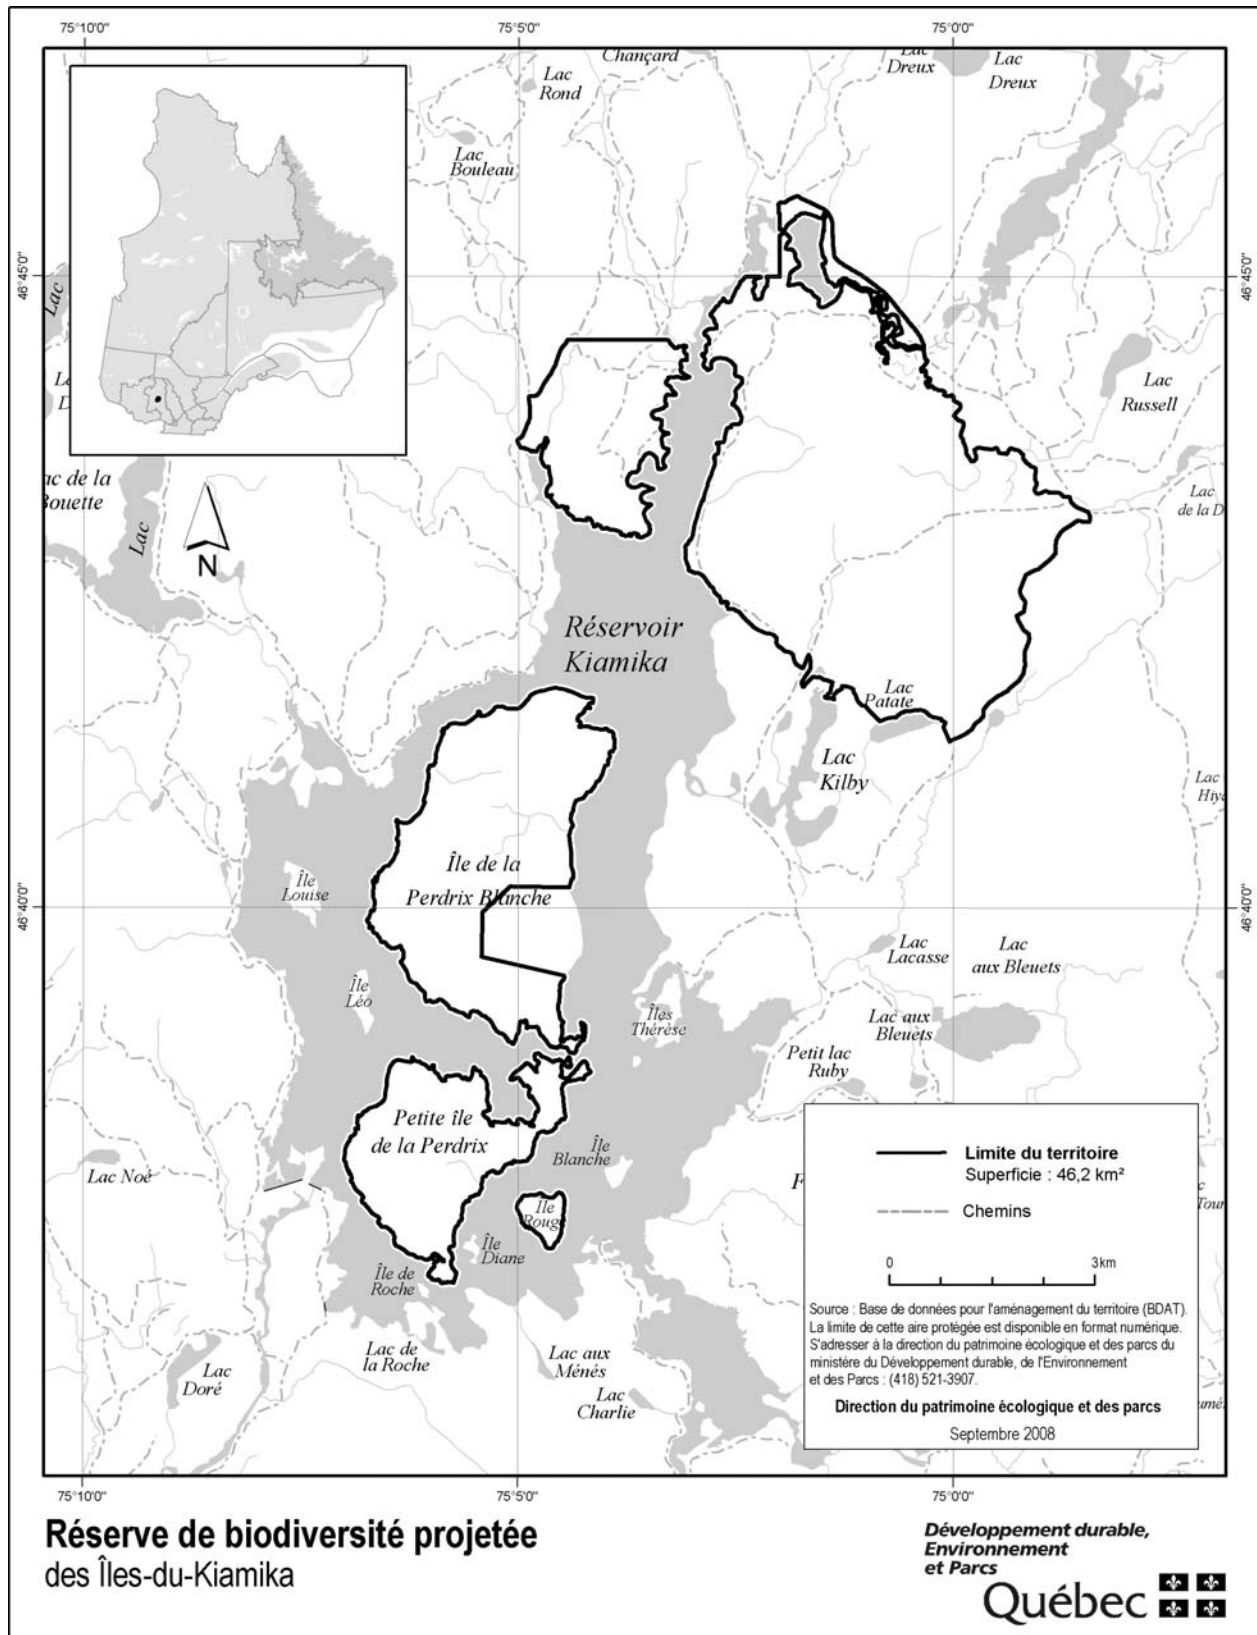 75°10'0"
75°5'0"
75°0'0"
Chançard
Lac
Dreux
Lac
Dreux
Lac
Rond
Lac
Bouleau
46°45'0"
46°45'0"
Lac
Lac
Russell
Lac
de la D
ac de la
Bouette
Lac
N
Réservoir
Kiamika
Lac
Patate
Lac
Kilby
Lac
Hiya
Île de la
Perdrix Blanche
Île
Louise
46°40'0"
46°40'0"
Lac
Lacasse
Lac
aux Bleuets
Île
Léo
Îles
Thérèse
Lac aux
Bleuets
Petit lac
Ruby
Petite île
de la Perdrix
Île
Blanche
Lac Noé
Île
Rouge
Île
Diane
Île de
Roche
Lac de
la Roche
Lac aux
Ménés
Lac
Doré
Lac
Charlie
Limite du territoire
Superficie : 46,2 km²
Chemins
0 3km
Source : Base de données pour l'aménagement du territoire (BDAT).
La limite de cette aire protégée est disponible en format numérique.
S'adresser à la direction du patrimoine écologique et des parcs du
ministère du Développement durable, de l'Environnement
et des Parcs : (418) 521-3907.
Direction du patrimoine écologique et des parcs
Septembre 2008
75°10'0"
75°5'0"
75°0'0"
Réserve de biodiversité projetée
des Îles-du-Kiamika
Développement durable,
Environnement
et Parcs
Québec